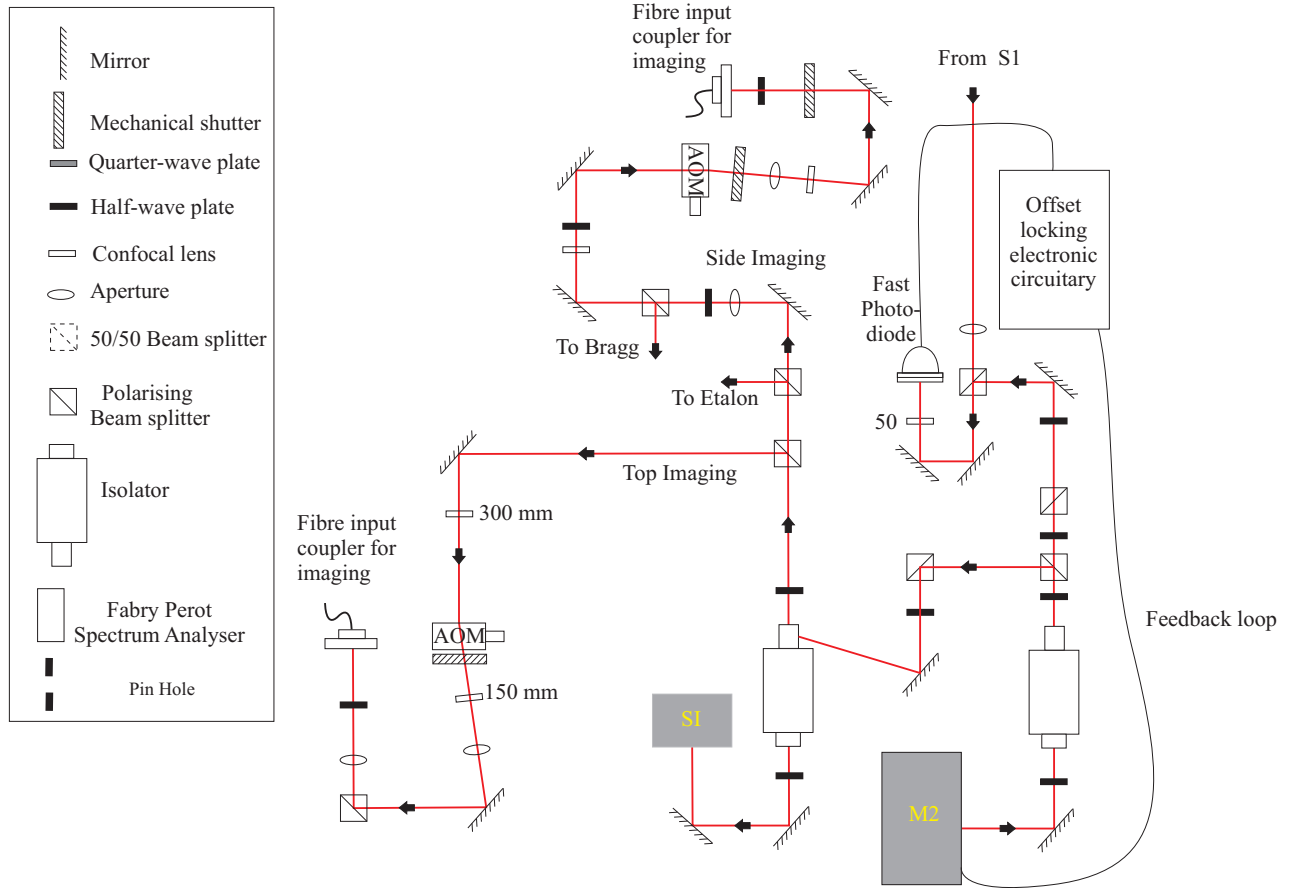 Mirror
Mechanical shutter
Quarter-wave plate
Half-wave plate
Confocal lens
Aperture
50/50 Beam splitter
Polarising
Beam splitter
Isolator
Fabry Perot
Spectrum Analyser
Pin Hole
Fibre input
coupler for
imaging
From S1
AOM
Offset
locking
electronic
circuitary
Side Imaging
Fast
Photo-
diode
To Bragg
To Etalon
50
Top Imaging
300 mm
Fibre input
coupler for
imaging
Feedback loop
AOM
150 mm
SI
M2